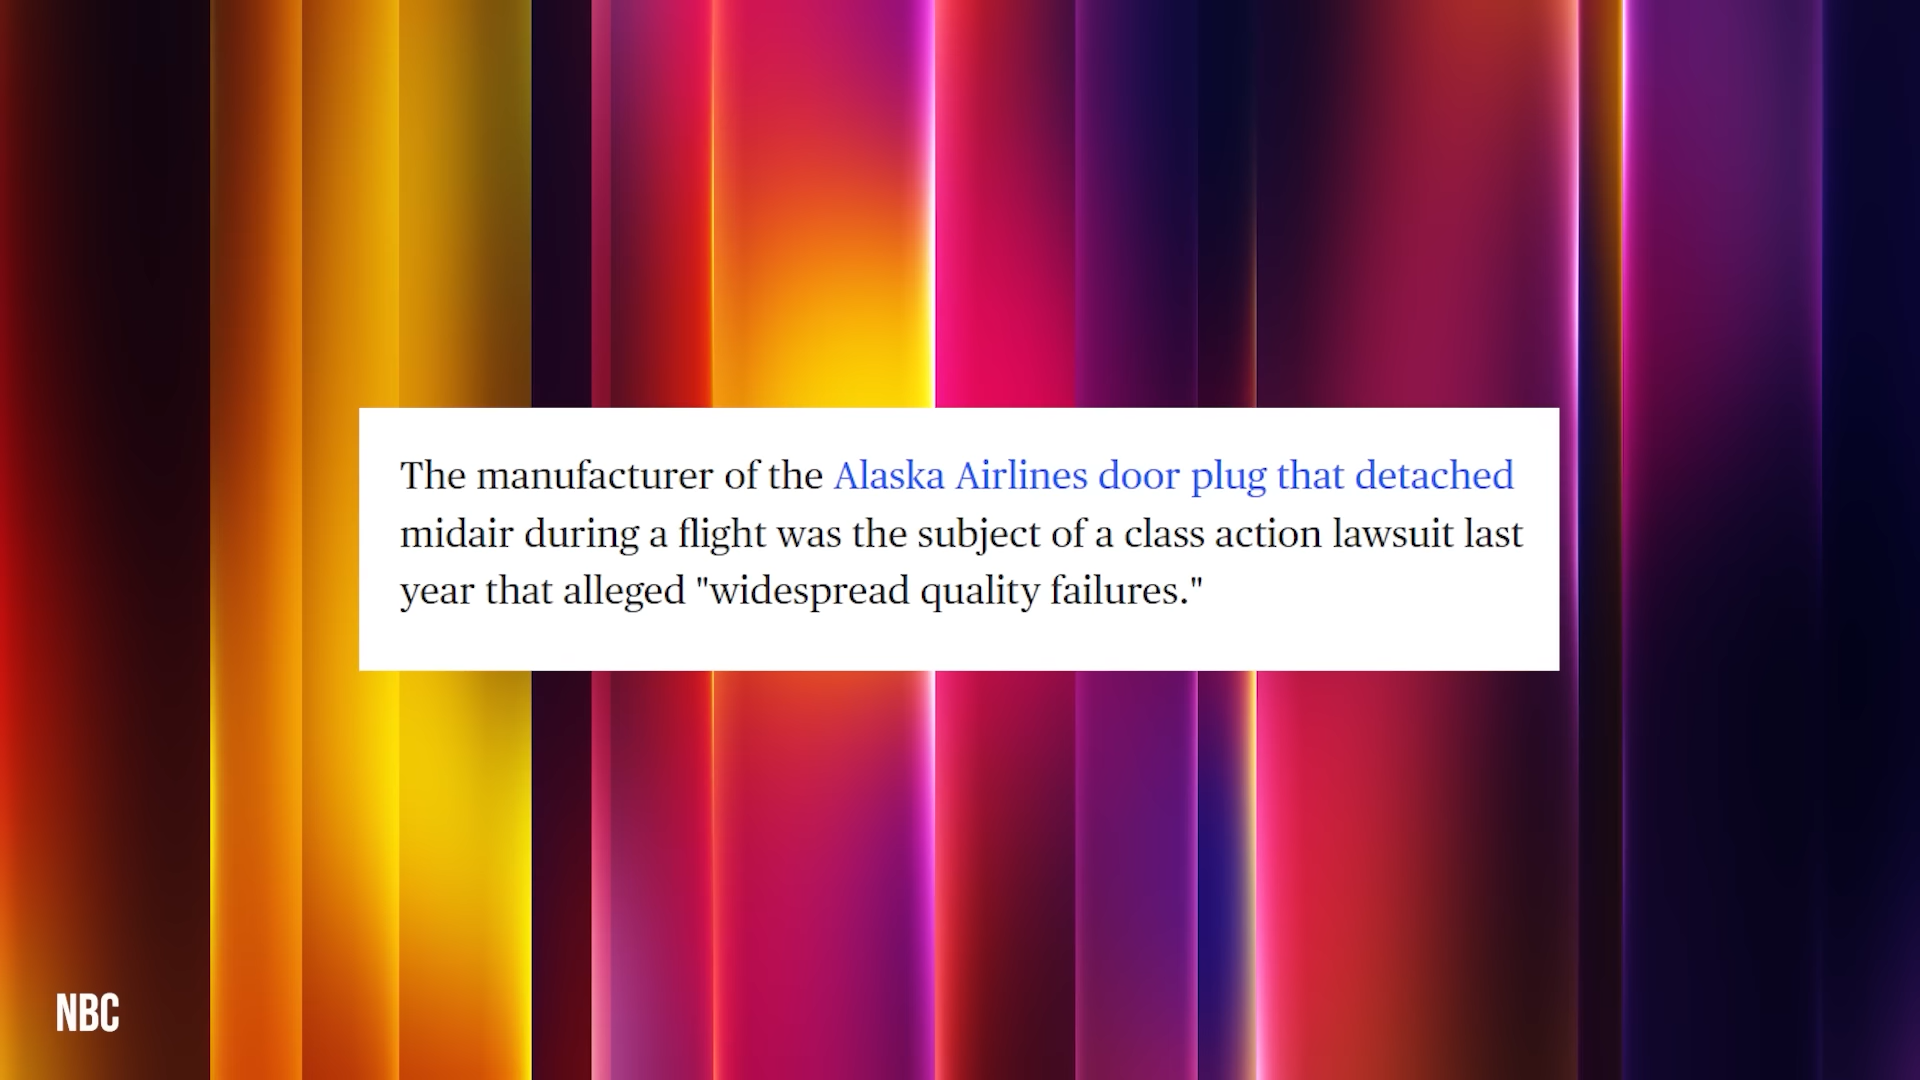 The manufacturer of the Alaska Airlines door plug that detached
midair during a flight was the subject of a class action lawsuit last
year that alleged "widespread quality failures."
NBC